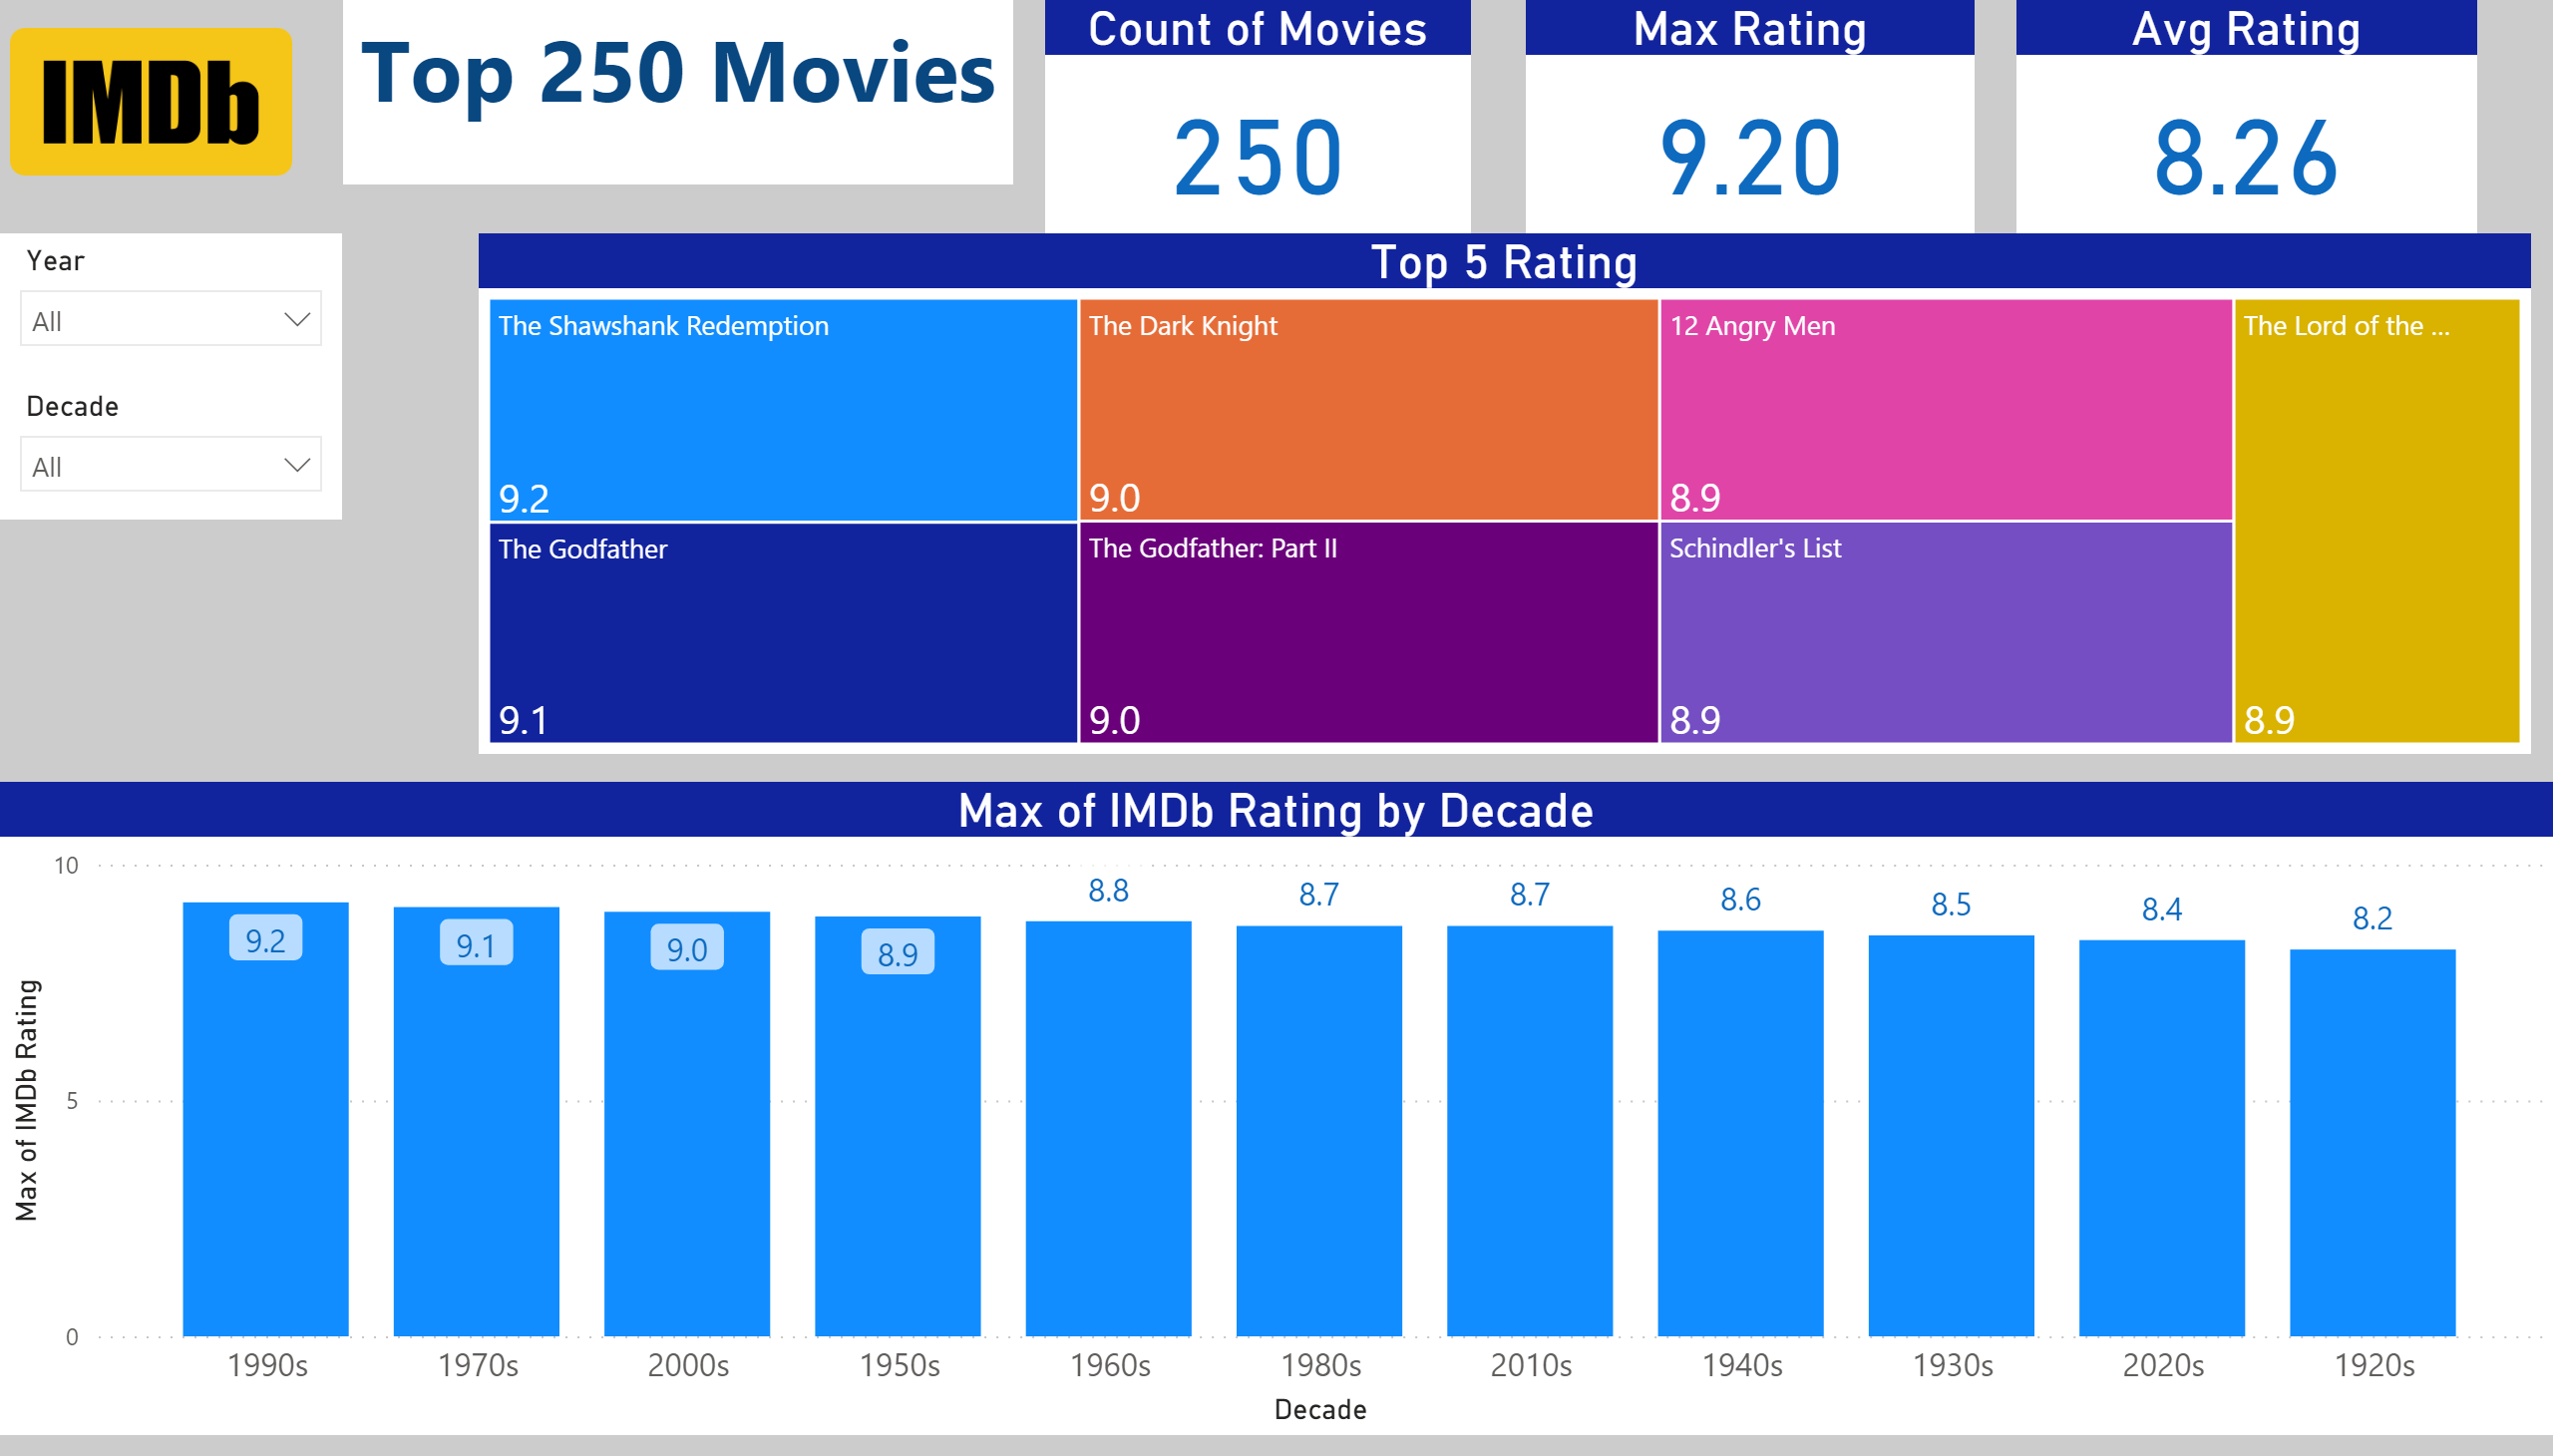 IMDb
Top 250 Movies
Count of Movies
250
Max Rating
9.20
Avg Rating
8.26
Year
All
Decade
All
Top 5 Rating
The Shawshank Redemption
9.2
The Dark Knight
9.0
12 Angry Men
8.9
The Lord of the ...
8.9
The Godfather
9.1
The Godfather: Part II
9.0
Schindler's List
8.9
Max of IMDb Rating by Decade
Max of IMDb Rating
10
5
0
9.2
9.1
9.0
8.9
8.8
8.7
8.7
8.6
8.5
8.4
8.2
1990s
1970s
2000s
1950s
1960s
1980s
2010s
1940s
1930s
2020s
1920s
Decade